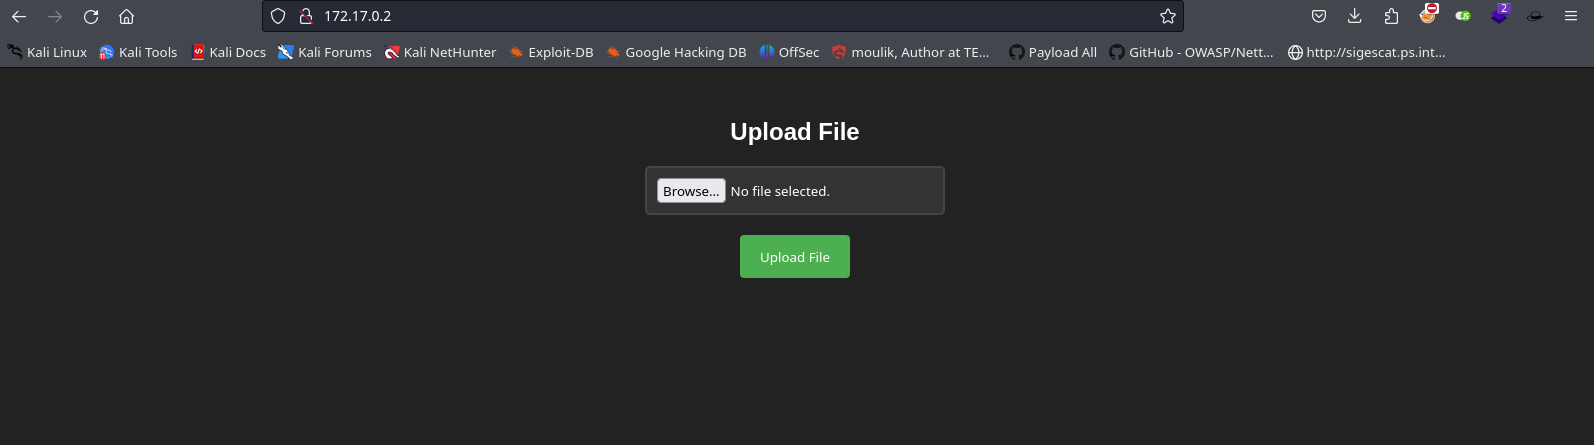 172.17.0.2
2
Kali Linux Kali Tools Kali Docs Kali Forums Kali NetHunter Exploit-DB Google Hacking DB OffSec moulik, Author at TE... Payload All GitHub - OWASP/Nett... http://sigescat.ps.int...
Upload File
Browse... No file selected.
Upload File